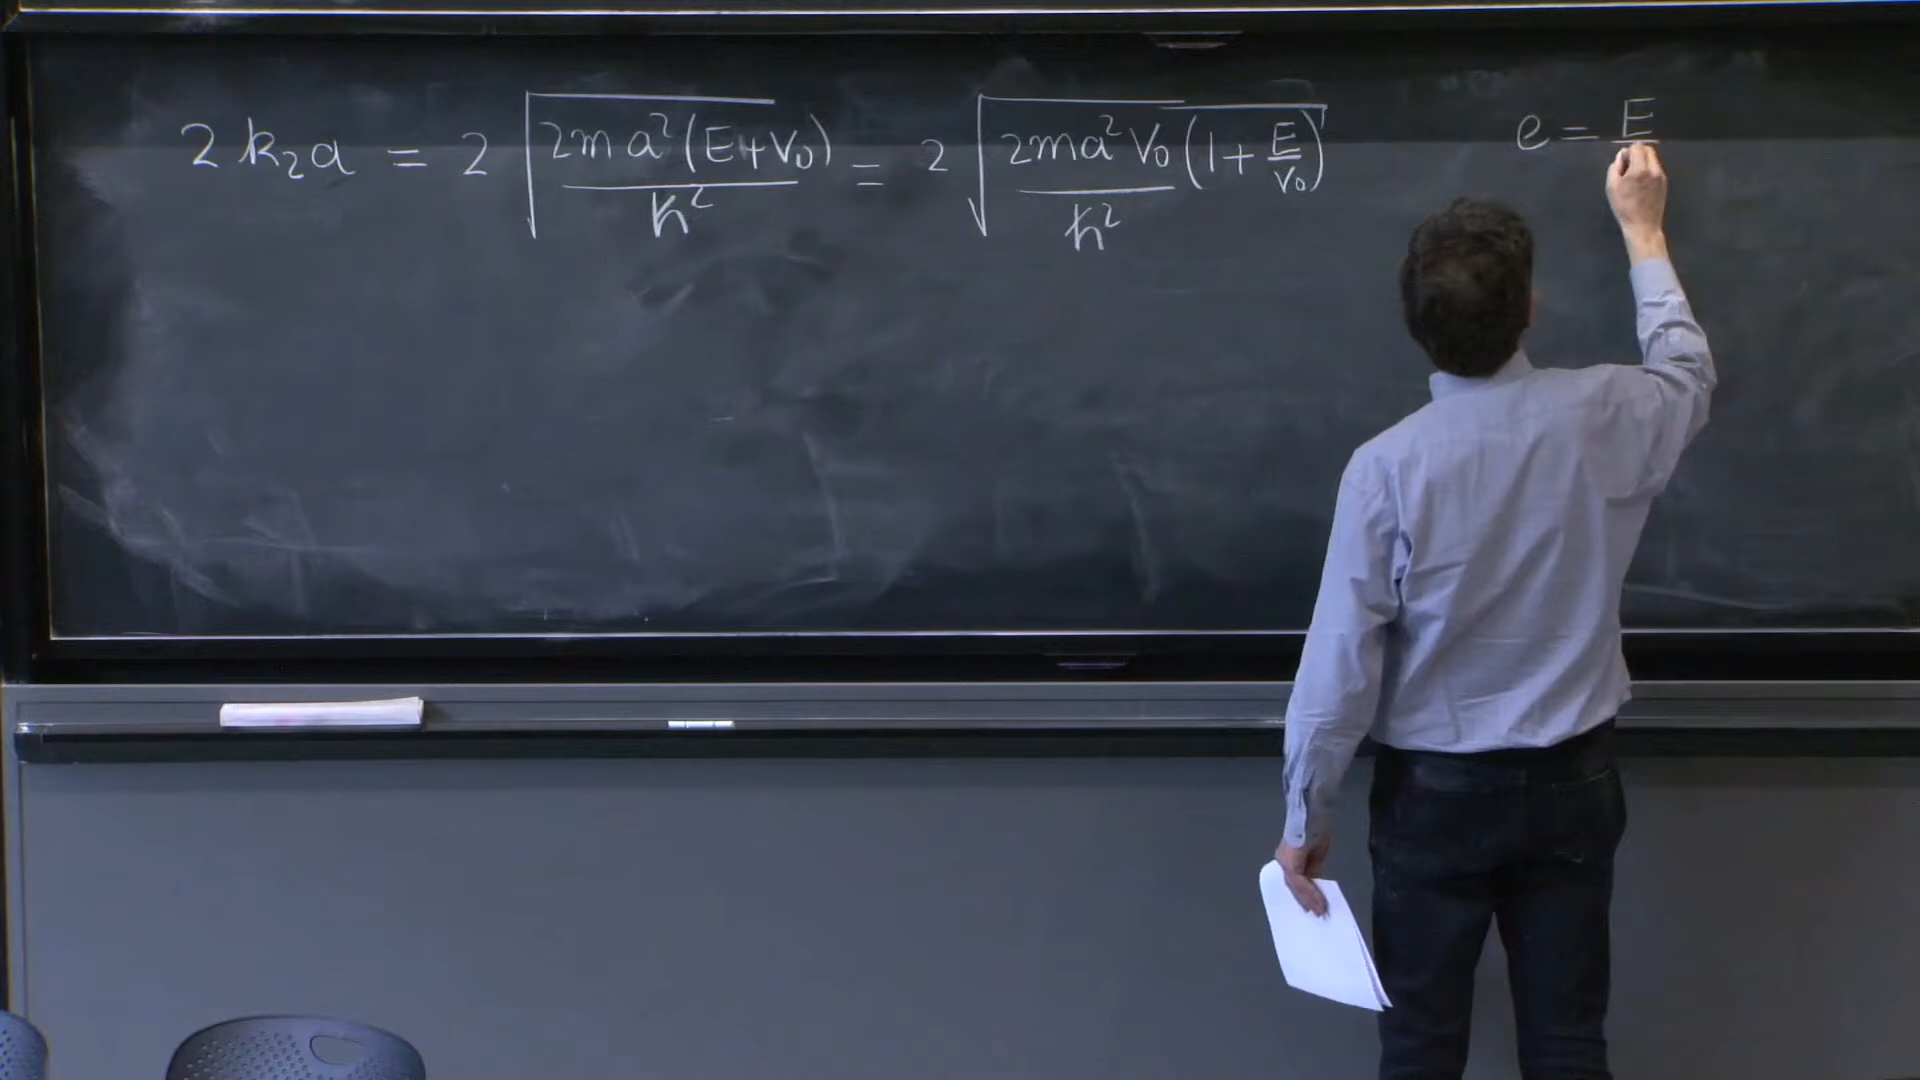 2 k₂a = 2 √(2ma²(E+V₀)/ħ²) = 2 √(2ma²V₀/ħ² (1 + E/V₀))
e = E